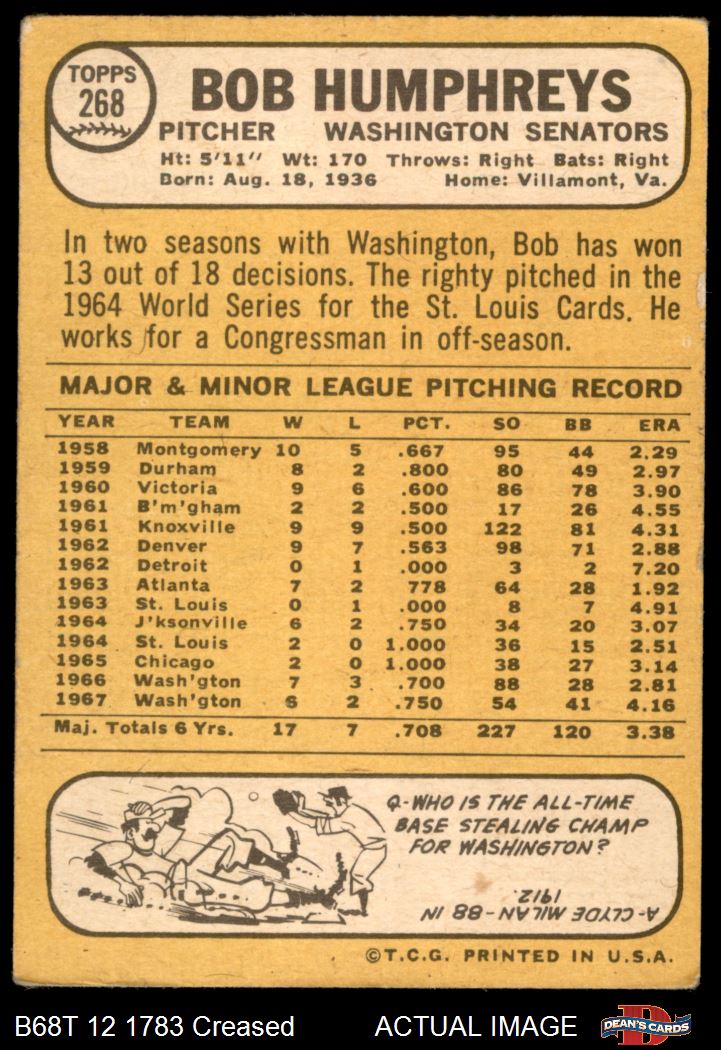 TOPPS
268
BOB HUMPHREYS
PITCHER WASHINGTON SENATORS
Ht: 5'11" Wt: 170 Throws: Right Bats: Right
Born: Aug. 18, 1936 Home: Villamont, Va.
In two seasons with Washington, Bob has won
13 out of 18 decisions. The righty pitched in the
1964 World Series for the St. Louis Cards. He
works for a Congressman in off-season.
MAJOR & MINOR LEAGUE PITCHING RECORD
YEAR TEAM W L PCT. SO BB ERA
1958 Montgomery 10 5 .667 95 44 2.29
1959 Durham 8 2 .800 80 49 2.97
1960 Victoria 9 6 .600 86 78 3.90
1961 B'm'gham 2 2 .500 17 26 4.55
1961 Knoxville 9 9 .500 122 81 4.31
1962 Denver 9 7 .563 98 71 2.88
1962 Detroit 0 1 .000 3 2 7.20
1963 Atlanta 7 2 778 64 28 1.92
1963 St. Louis 0 1 .000 8 7 4.91
1964 J'ksonville 6 2 .750 34 20 3.07
1964 St. Louis 2 0 1.000 36 15 2.51
1965 Chicago 2 0 1.000 38 27 3.14
1966 Wash'gton 7 3 .700 88 28 2.81
1967 Wash'gton 6 2 .750 54 41 4.16
Maj. Totals 6 Yrs. 17 7 .708 227 120 3.38
Q-WHO IS THE ALL-TIME
BASE STEALING CHAMP
FOR WASHINGTON?
A-CLYDE MILAN-88 IN
1912.
©T.C.G. PRINTED IN U.S.A.
B68T 12 1783 Creased ACTUAL IMAGE
D
DEAN'S CARDS